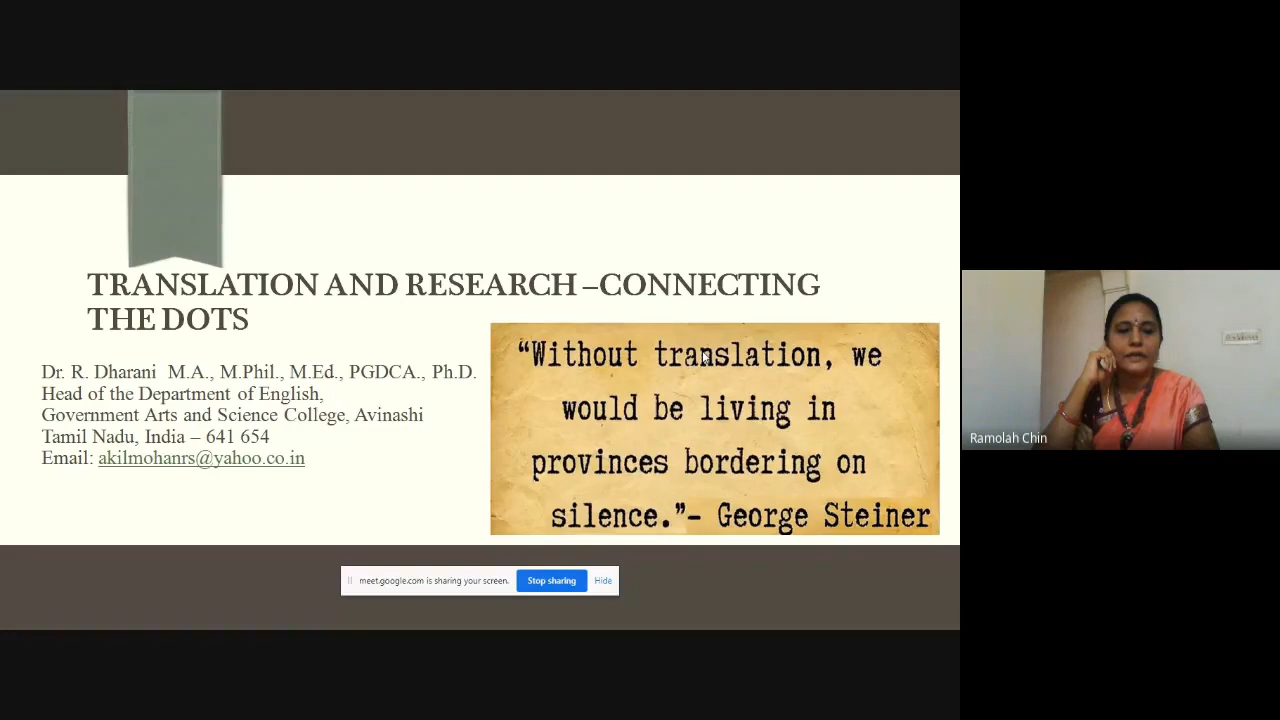 TRANSLATION AND RESEARCH –CONNECTING
THE DOTS
Dr. R. Dharani M.A., M.Phil., M.Ed., PGDCA., Ph.D.
Head of the Department of English,
Government Arts and Science College, Avinashi
Tamil Nadu, India – 641 654
Email: akilmohanrs@yahoo.co.in
“Without translation, we
would be living in
provinces bordering on
silence.”– George Steiner
meet.google.com is sharing your screen.
Stop sharing
Hide
Ramolah Chin